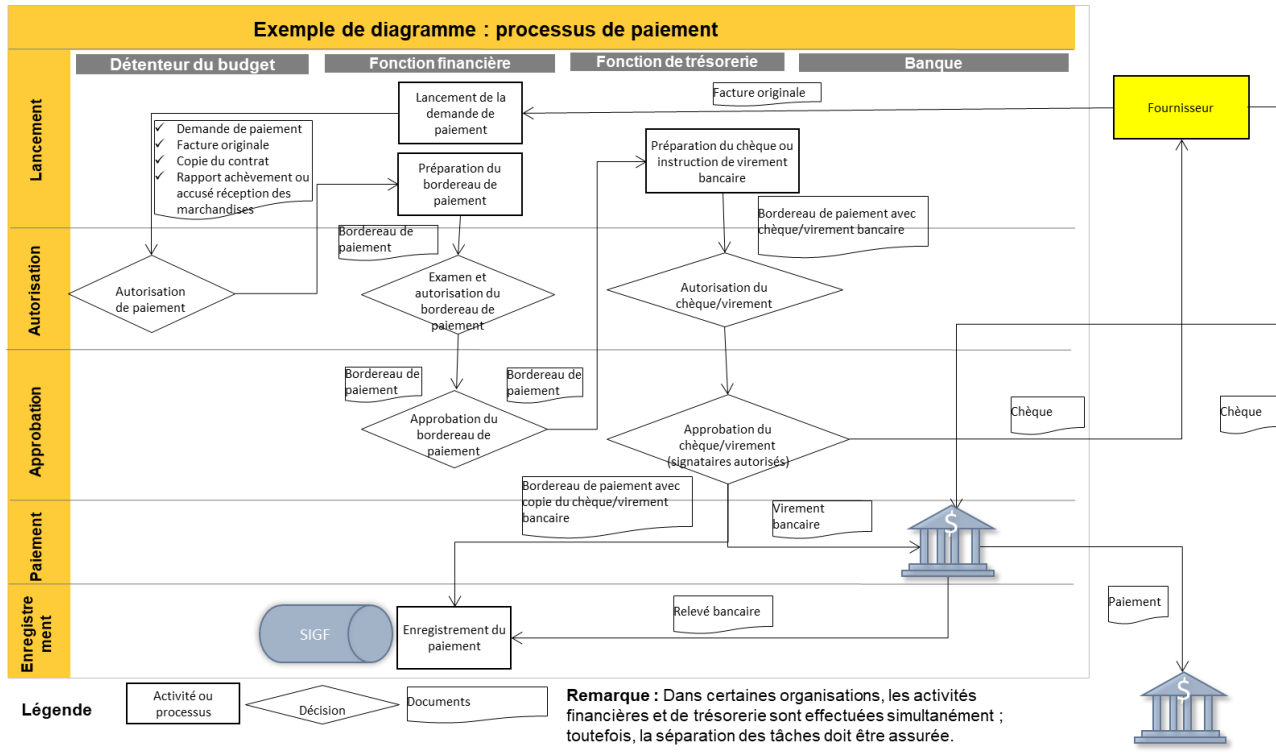 Exemple de diagramme : processus de paiement
Détenteur du budget
Fonction financière
Fonction de trésorerie
Banque
Lancement
Facture originale
Fournisseur
Lancement de la
demande de
paiement
✓ Demande de paiement
✓ Facture originale
✓ Copie du contrat
✓ Rapport achèvement ou
accusé réception des
marchandises
Préparation du
bordereau de
paiement
Préparation du chèque ou
instruction de virement
bancaire
Bordereau de paiement avec
chèque/virement bancaire
Autorisation
Bordereau de
paiement
Autorisation
de paiement
Examen et
autorisation du
bordereau de
paiement
Autorisation du
chèque/virement
Approbation
Bordereau de
paiement
Bordereau de
paiement
Approbation du
bordereau de
paiement
Approbation du
chèque/virement
(signataires autorisés)
Chèque
Chèque
Paiement
Bordereau de paiement avec
copie du chèque/virement
bancaire
Virement
bancaire
$
Enregistre
ment
SIGF
Enregistrement du
paiement
Relevé bancaire
Paiement
$
Légende
Activité ou
processus
Décision
Documents
Remarque : Dans certaines organisations, les activités
financières et de trésorerie sont effectuées simultanément ;
toutefois, la séparation des tâches doit être assurée.